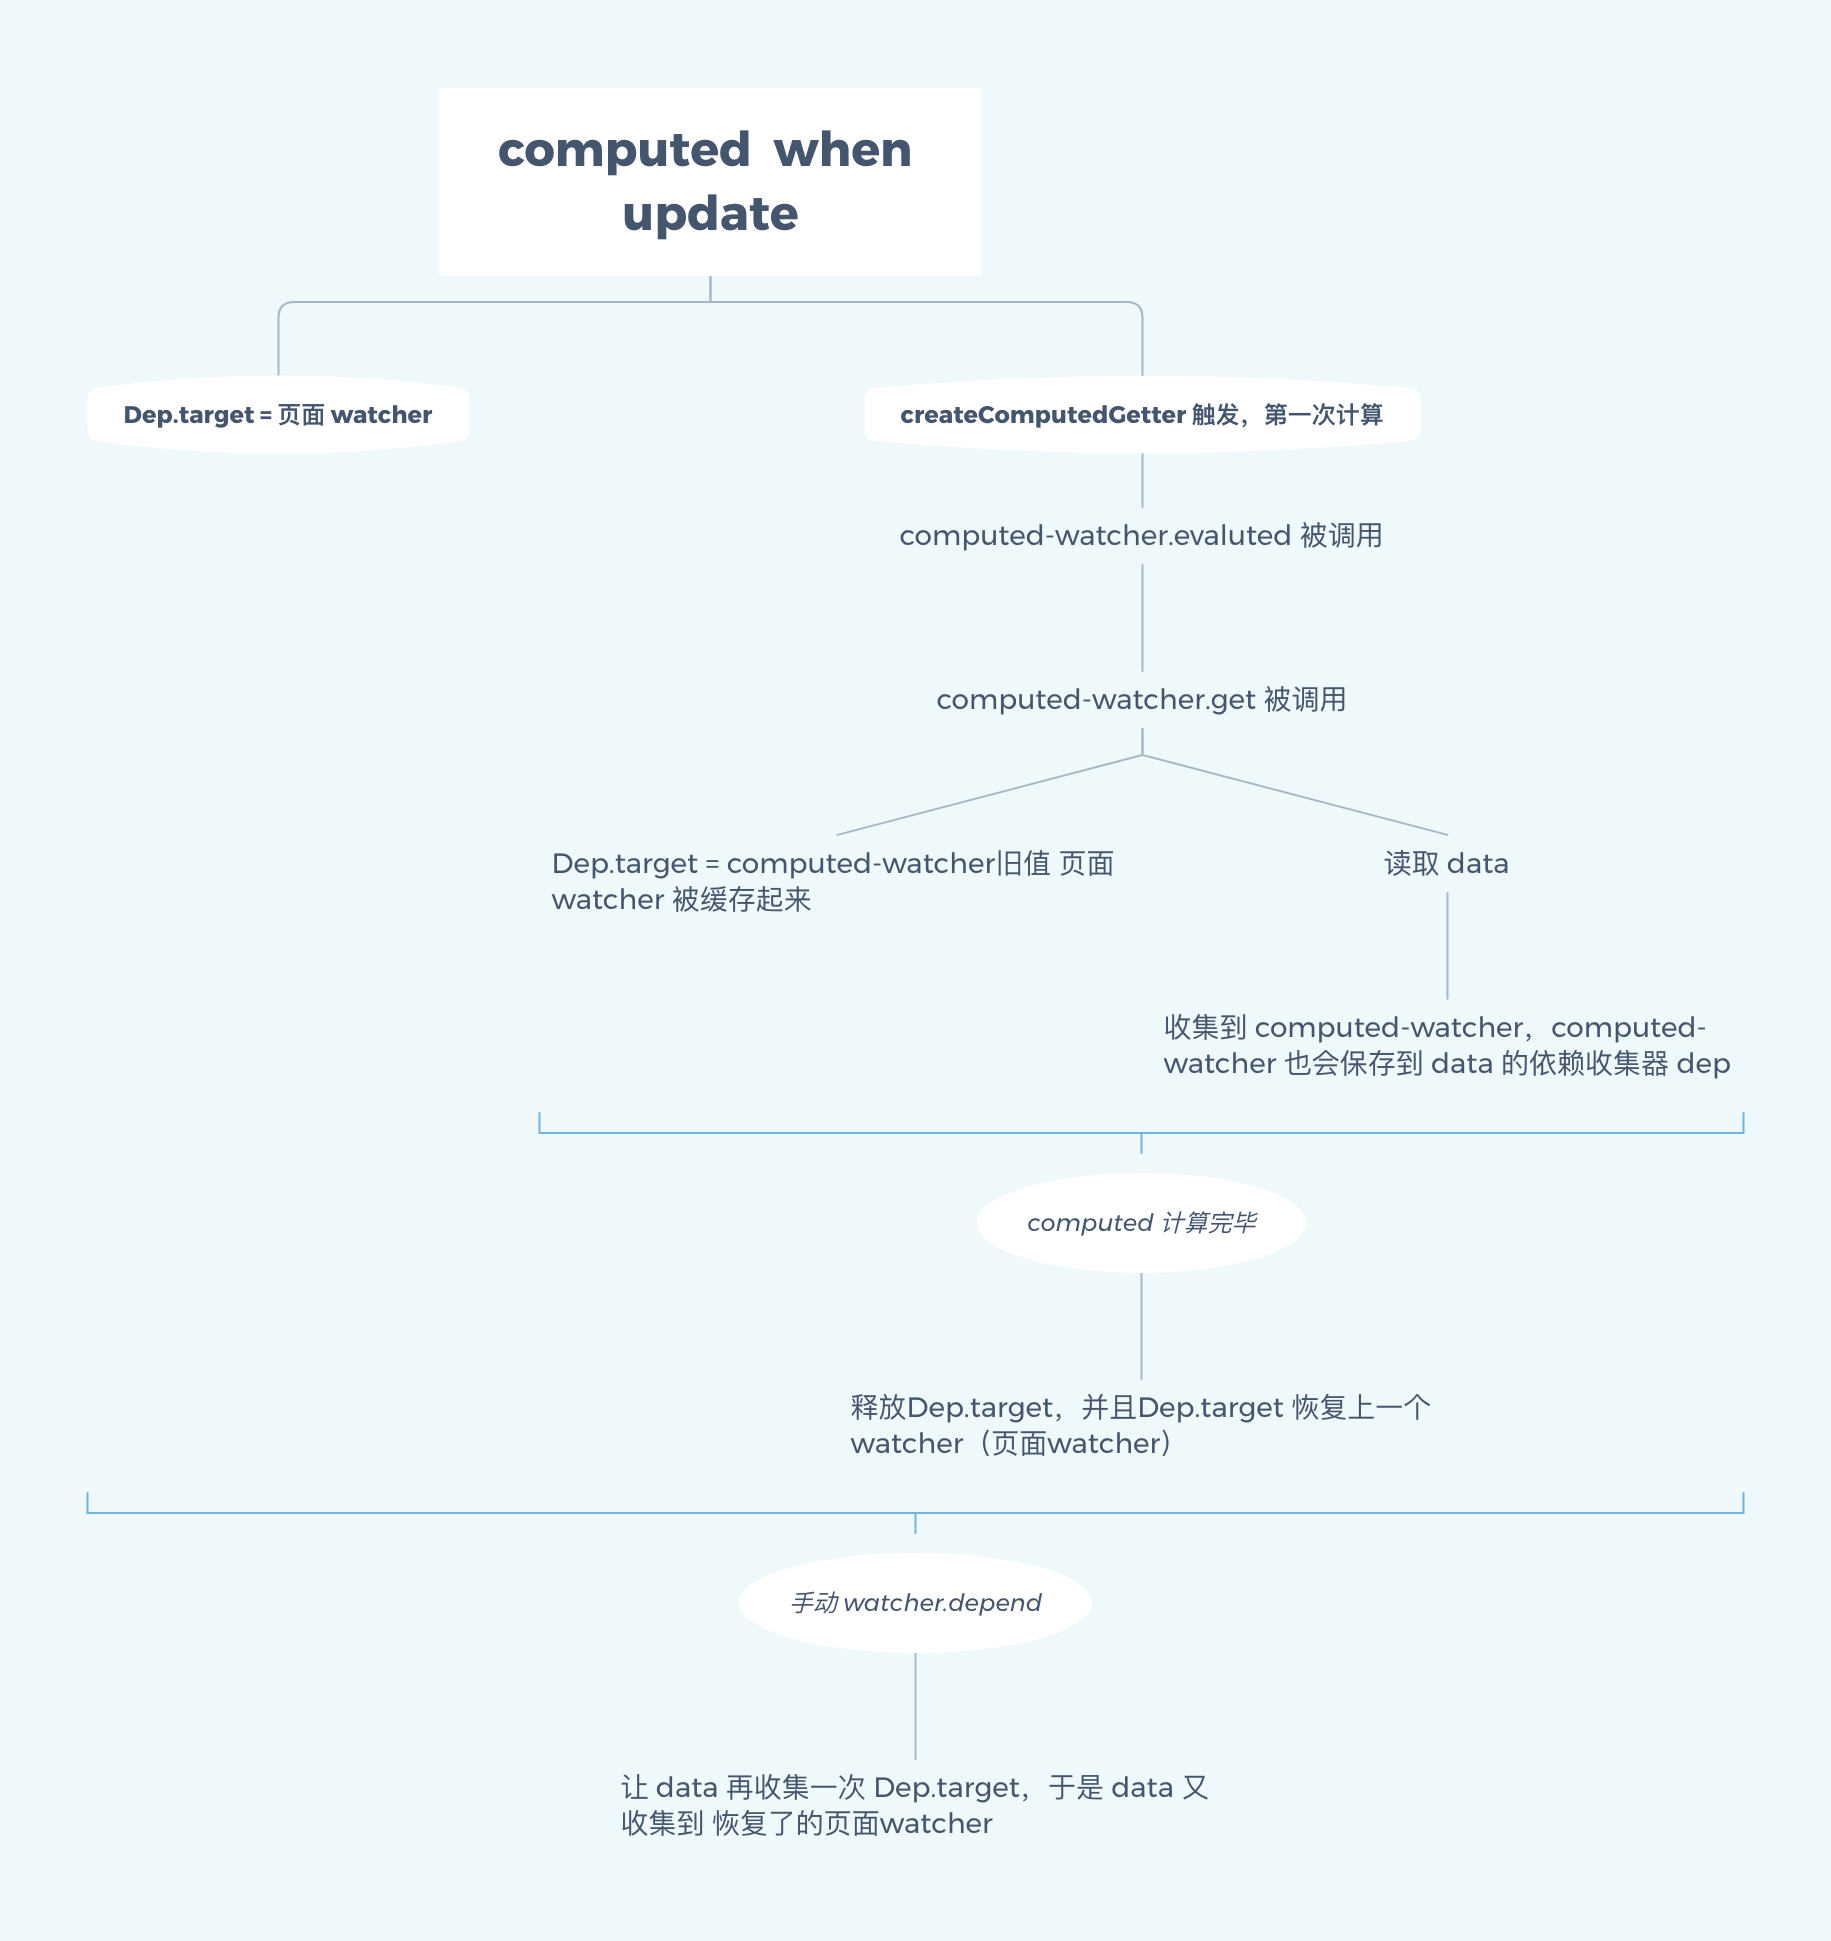 computed when
update
Dep.target = 页面 watcher
createComputedGetter 触发，第一次计算
computed-watcher.evaluted 被调用
computed-watcher.get 被调用
Dep.target = computed-watcher旧值 页面
watcher 被缓存起来
读取 data
收集到 computed-watcher，computed-
watcher 也会保存到 data 的依赖收集器 dep
computed 计算完毕
释放Dep.target，并且Dep.target 恢复上一个
watcher（页面watcher）
手动 watcher.depend
让 data 再收集一次 Dep.target，于是 data 又
收集到 恢复了的页面watcher